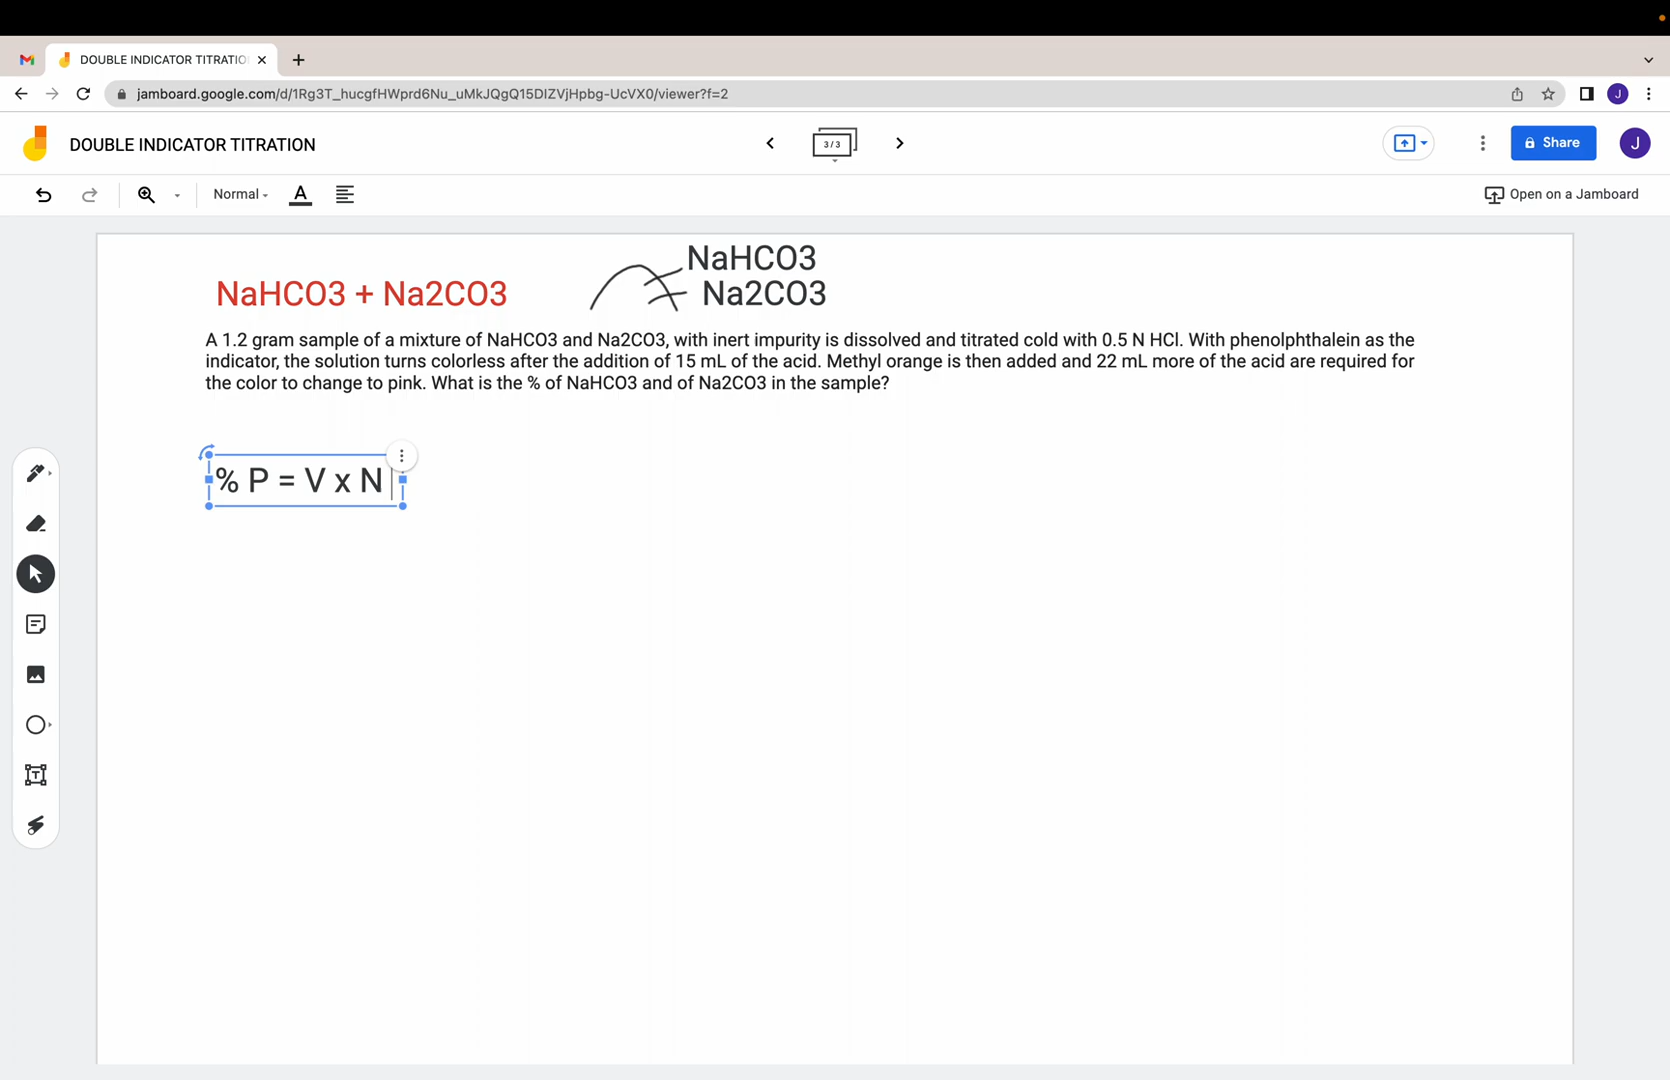 DOUBLE INDICATOR TITRATIO
jamboard.google.com/d/1Rg3T_hucgfHWprd6Nu_uMkJQgQ15DIZVjHpbg-UcVX0/viewer?f=2
J
DOUBLE INDICATOR TITRATION
3 / 3
Share
J
Normal
A
Open on a Jamboard
NaHCO3 + Na2CO3
NaHCO3
Na2CO3
A 1.2 gram sample of a mixture of NaHCO3 and Na2CO3, with inert impurity is dissolved and titrated cold with 0.5 N HCl. With phenolphthalein as the
indicator, the solution turns colorless after the addition of 15 mL of the acid. Methyl orange is then added and 22 mL more of the acid are required for
the color to change to pink. What is the % of NaHCO3 and of Na2CO3 in the sample?
% P = V x N